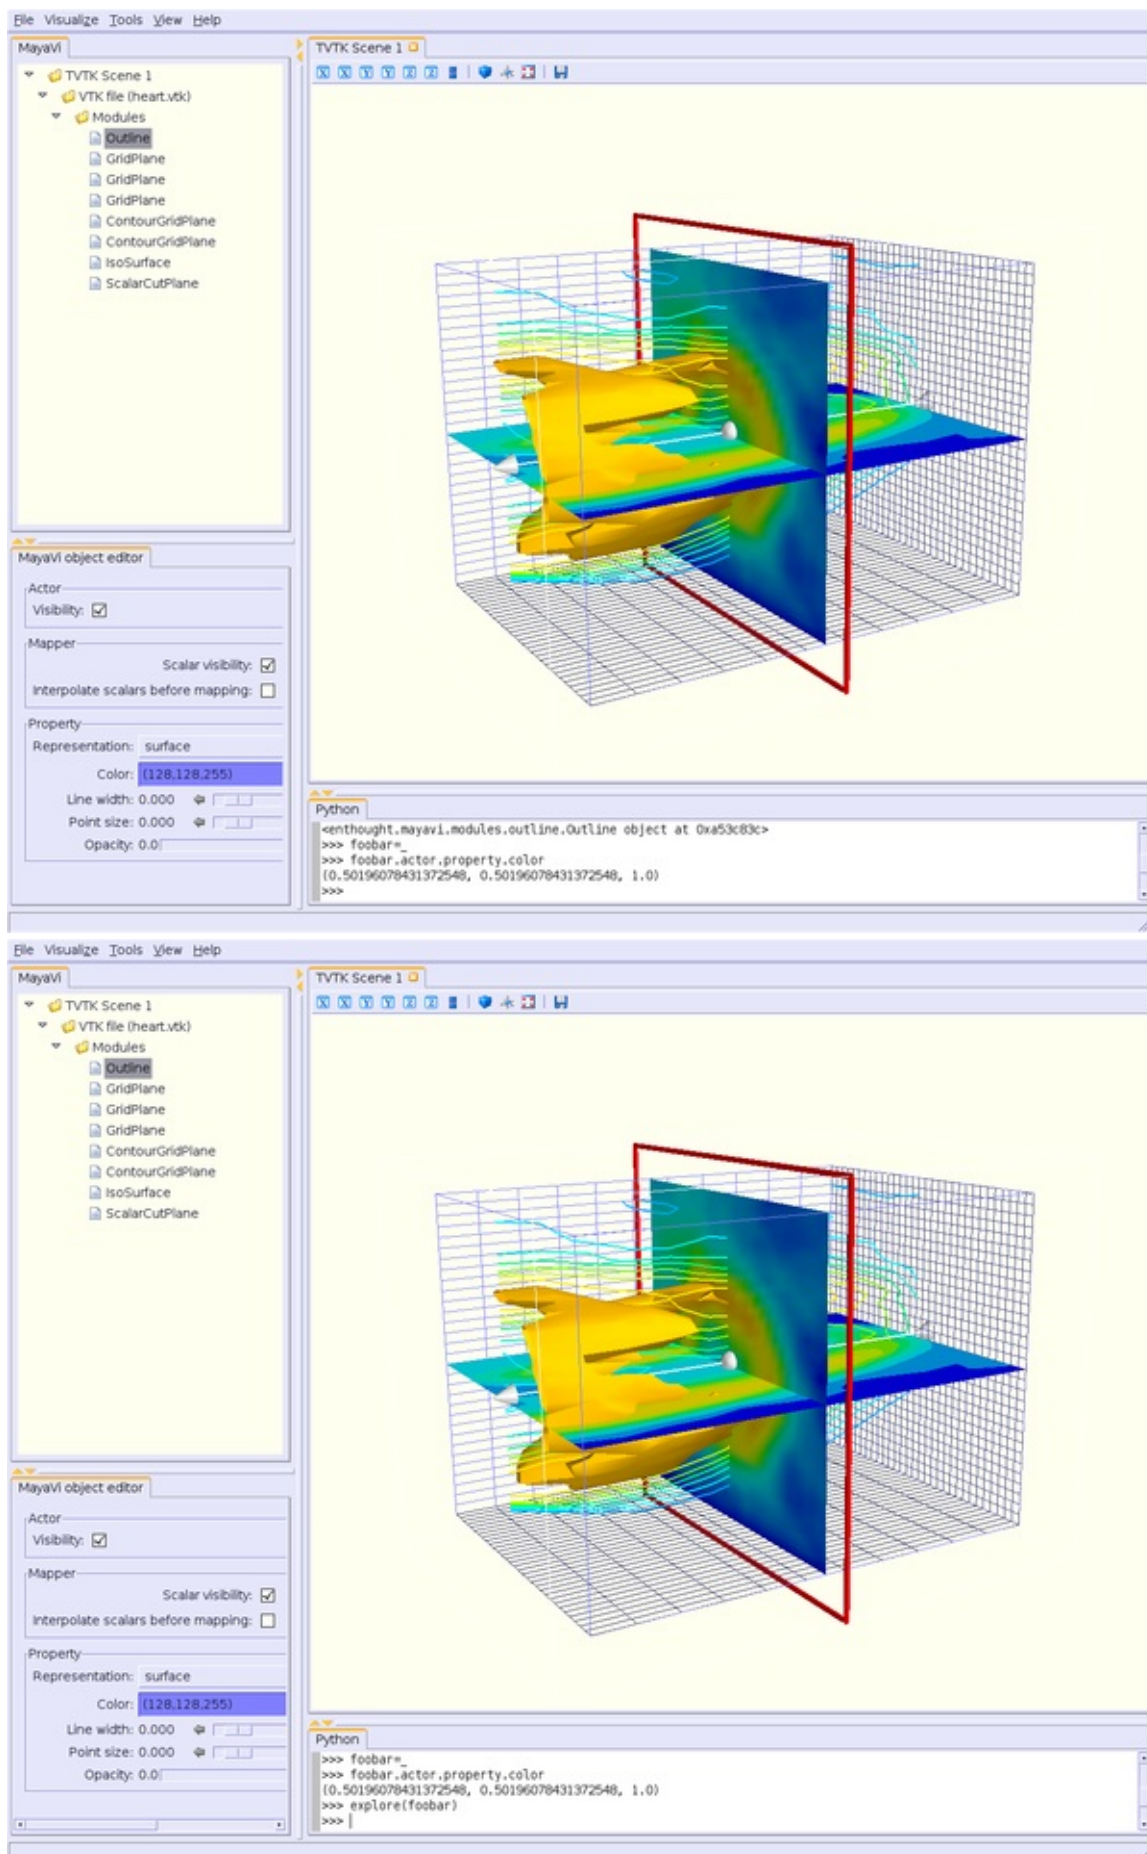 File Visualize Tools View Help
MayaVi
TVTK Scene 1
VTK file (heart.vtk)
Modules
Outline
GridPlane
GridPlane
GridPlane
ContourGridPlane
ContourGridPlane
IsoSurface
ScalarCutPlane
MayaVi object editor
Actor
Visibility:
Mapper
Scalar visibility:
Interpolate scalars before mapping:
Property
Representation: surface
Color: (128,128,255)
Line width: 0.000
Point size: 0.000
Opacity: 0.0
TVTK Scene 1
X X Y Y Z Z
Python
<enthought.mayavi.modules.outline.Outline object at 0xa53c83c>
>>> foobar=_
>>> foobar.actor.property.color
(0.50196078431372548, 0.50196078431372548, 1.0)
>>>
File Visualize Tools View Help
MayaVi
TVTK Scene 1
VTK file (heart.vtk)
Modules
Outline
GridPlane
GridPlane
GridPlane
ContourGridPlane
ContourGridPlane
IsoSurface
ScalarCutPlane
MayaVi object editor
Actor
Visibility:
Mapper
Scalar visibility:
Interpolate scalars before mapping:
Property
Representation: surface
Color: (128,128,255)
Line width: 0.000
Point size: 0.000
Opacity: 0.0
TVTK Scene 1
X X Y Y Z Z
Python
>>> foobar=_
>>> foobar.actor.property.color
(0.50196078431372548, 0.50196078431372548, 1.0)
>>> explore(foobar)
>>>